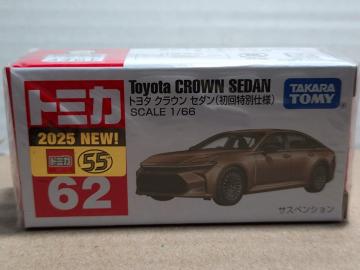 トミカ
2025 NEW!
トミカ 55
62
Toyota CROWN SEDAN
トヨタ クラウン セダン(初回特別仕様)
SCALE 1/66
TAKARA
TOMY
サスペンション